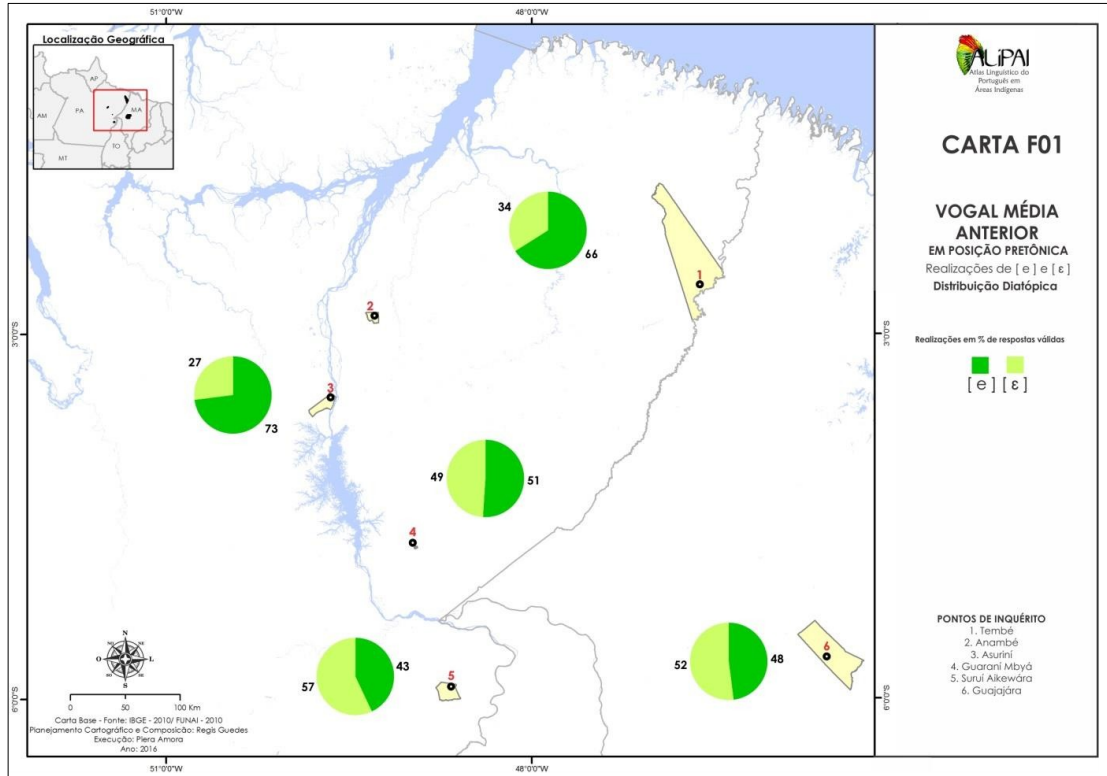 51°0'0"W
48°0'0"W
Localização Geográfica
AP
AM
PA
MA
TO
MT
34
66
1
2
3°0'0"S
3°0'0"S
27
73
3
49
51
4
43
57
5
52
48
6
6°0'0"S
6°0'0"S
N
NO
NE
O
L
SO
SE
S
0 50 100 Km
Carta Base - Fonte: IBGE - 2010/ FUNAI - 2010
Planejamento Cartográfico e Composição: Regis Guedes
Execução: Piera Amora
Ano: 2016
51°0'0"W
48°0'0"W
ALiPAI
Atlas Linguístico do
Português em
Áreas Indígenas
CARTA F01
VOGAL MÉDIA
ANTERIOR
EM POSIÇÃO PRETÔNICA
Realizações de [ e ] e [ ɛ ]
Distribuição Diatópica
Realizações em % de respostas válidas
[ e ] [ ɛ ]
PONTOS DE INQUÉRITO
1. Tembé
2. Anambé
3. Asuriní
4. Guaraní Mbyá
5. Suruí Aikewára
6. Guajajára